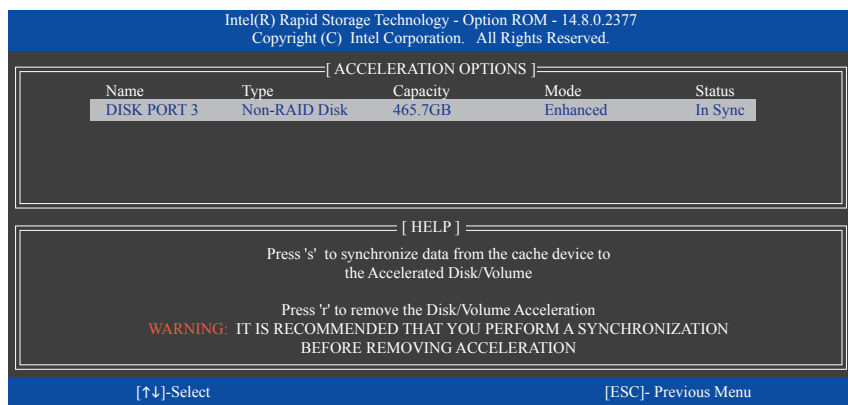 Intel(R) Rapid Storage Technology - Option ROM - 14.8.0.2377
Copyright (C) Intel Corporation. All Rights Reserved.
[ ACCELERATION OPTIONS ]
Name Type Capacity Mode Status
DISK PORT 3 Non-RAID Disk 465.7GB Enhanced In Sync
[ HELP ]
Press 's' to synchronize data from the cache device to
the Accelerated Disk/Volume
Press 'r' to remove the Disk/Volume Acceleration
WARNING: IT IS RECOMMENDED THAT YOU PERFORM A SYNCHRONIZATION
BEFORE REMOVING ACCELERATION
[↑↓]-Select [ESC]- Previous Menu